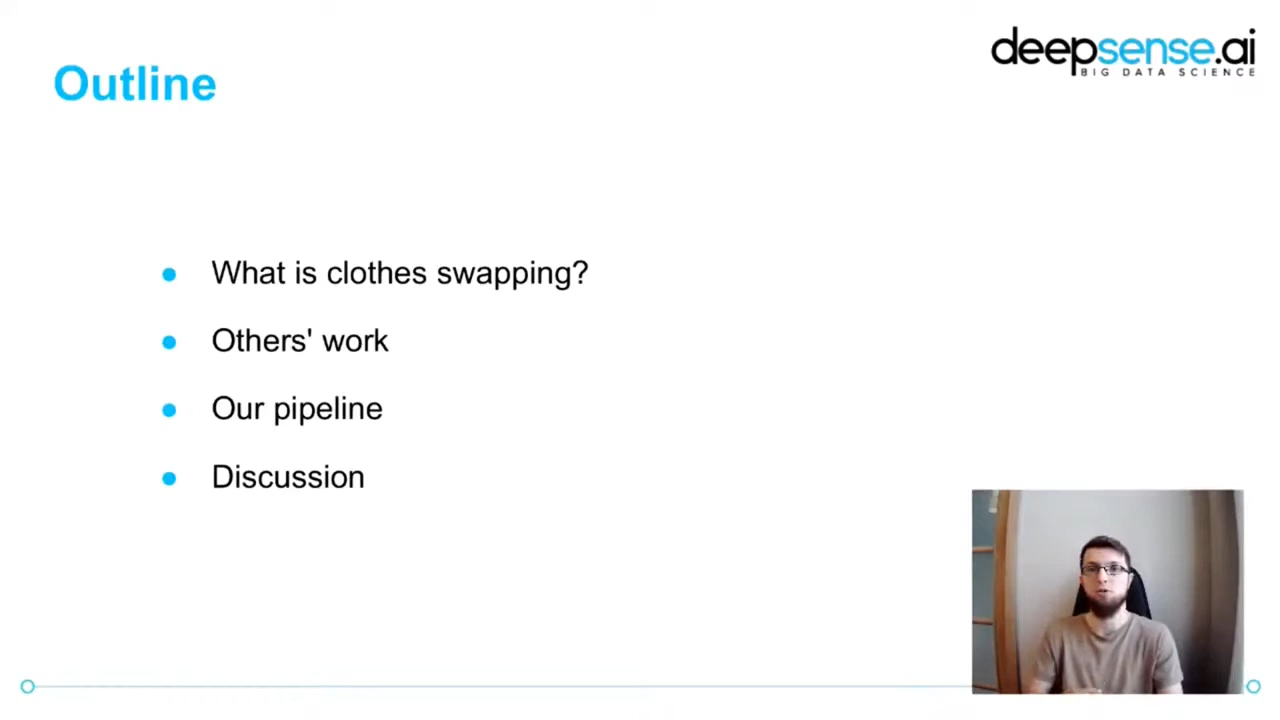 deepsense.ai
BIG DATA SCIENCE
Outline
What is clothes swapping?
Others' work
Our pipeline
Discussion